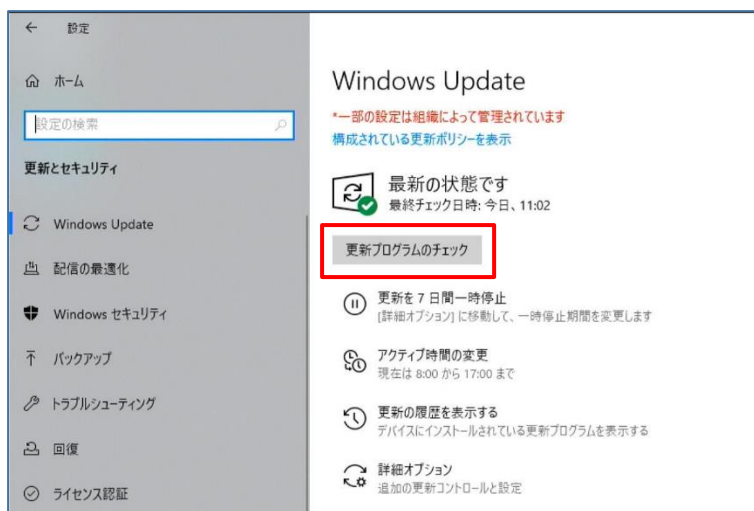 設定
ホーム
設定の検索
更新とセキュリティ
Windows Update
配信の最適化
Windows セキュリティ
バックアップ
トラブルシューティング
回復
ライセンス認証
Windows Update
*一部の設定は組織によって管理されています
構成されている更新ポリシーを表示
最新の状態です
最終チェック日時: 今日、11:02
更新プログラムのチェック
更新を 7 日間一時停止
[詳細オプション] に移動して、一時停止期間を変更します
アクティブ時間の変更
現在は 8:00 から 17:00 まで
更新の履歴を表示する
デバイスにインストールされている更新プログラムを表示する
詳細オプション
追加の更新コントロールと設定